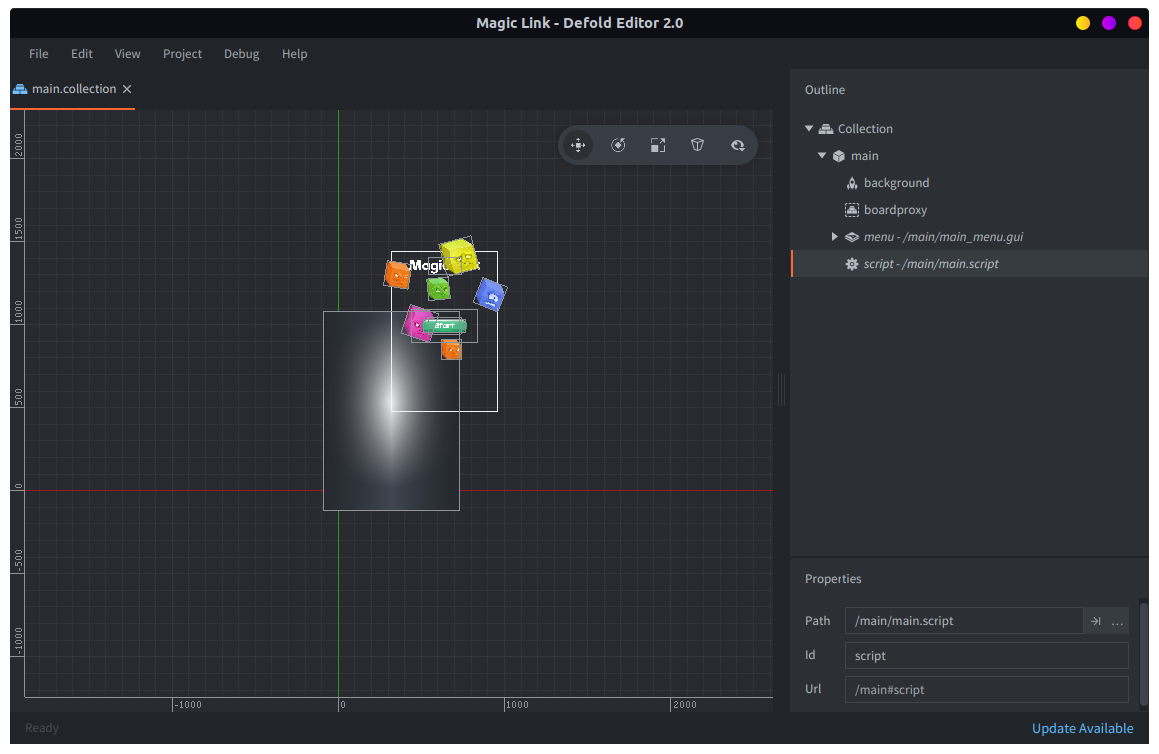 Magic Link - Defold Editor 2.0
File Edit View Project Debug Help
main.collection
Outline
Collection
main
background
boardproxy
menu - /main/main_menu.gui
script - /main/main.script
2000
1500
1000
500
0
-500
-1000
Magic
Start
-1000 0 1000 2000
Properties
Path /main/main.script ...
Id script
Url /main#script
Ready
Update Available